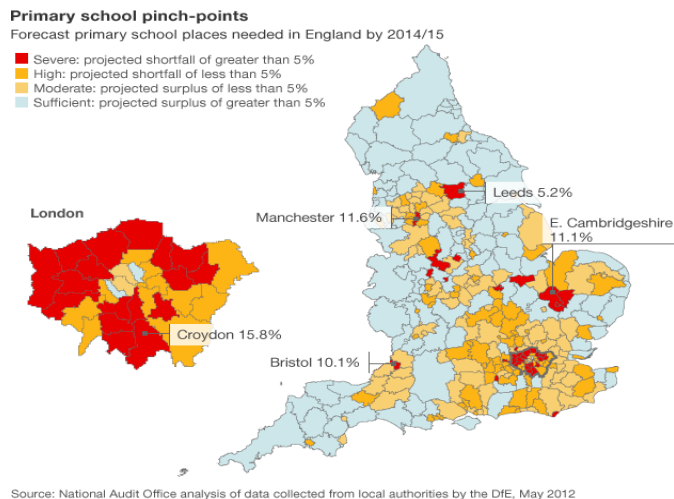 Primary school pinch-points
Forecast primary school places needed in England by 2014/15
Severe: projected shortfall of greater than 5%
High: projected shortfall of less than 5%
Moderate: projected surplus of less than 5%
Sufficient: projected surplus of greater than 5%
Leeds 5.2%
London
Manchester 11.6%
E. Cambridgeshire
11.1%
Croydon 15.8%
Bristol 10.1%
Source: National Audit Office analysis of data collected from local authorities by the DfE, May 2012